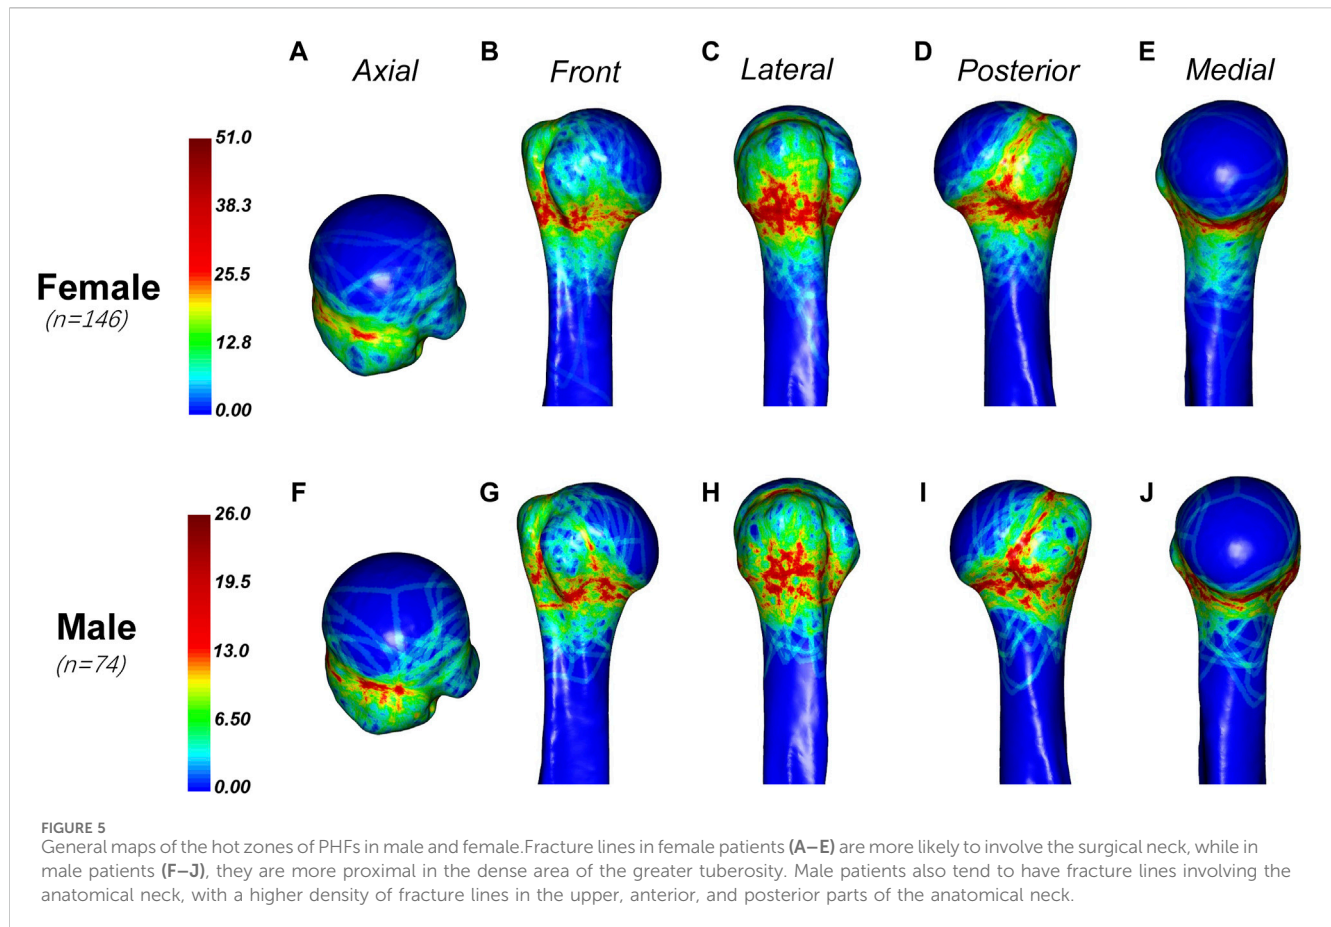 A
Axial
B
Front
C
Lateral
D
Posterior
E
Medial
Female
(n=146)
51.0
38.3
25.5
12.8
0.00
F
G
H
I
J
Male
(n=74)
26.0
19.5
13.0
6.50
0.00
FIGURE 5
General maps of the hot zones of PHFs in male and female.Fracture lines in female patients (A–E) are more likely to involve the surgical neck, while in
male patients (F–J), they are more proximal in the dense area of the greater tuberosity. Male patients also tend to have fracture lines involving the
anatomical neck, with a higher density of fracture lines in the upper, anterior, and posterior parts of the anatomical neck.